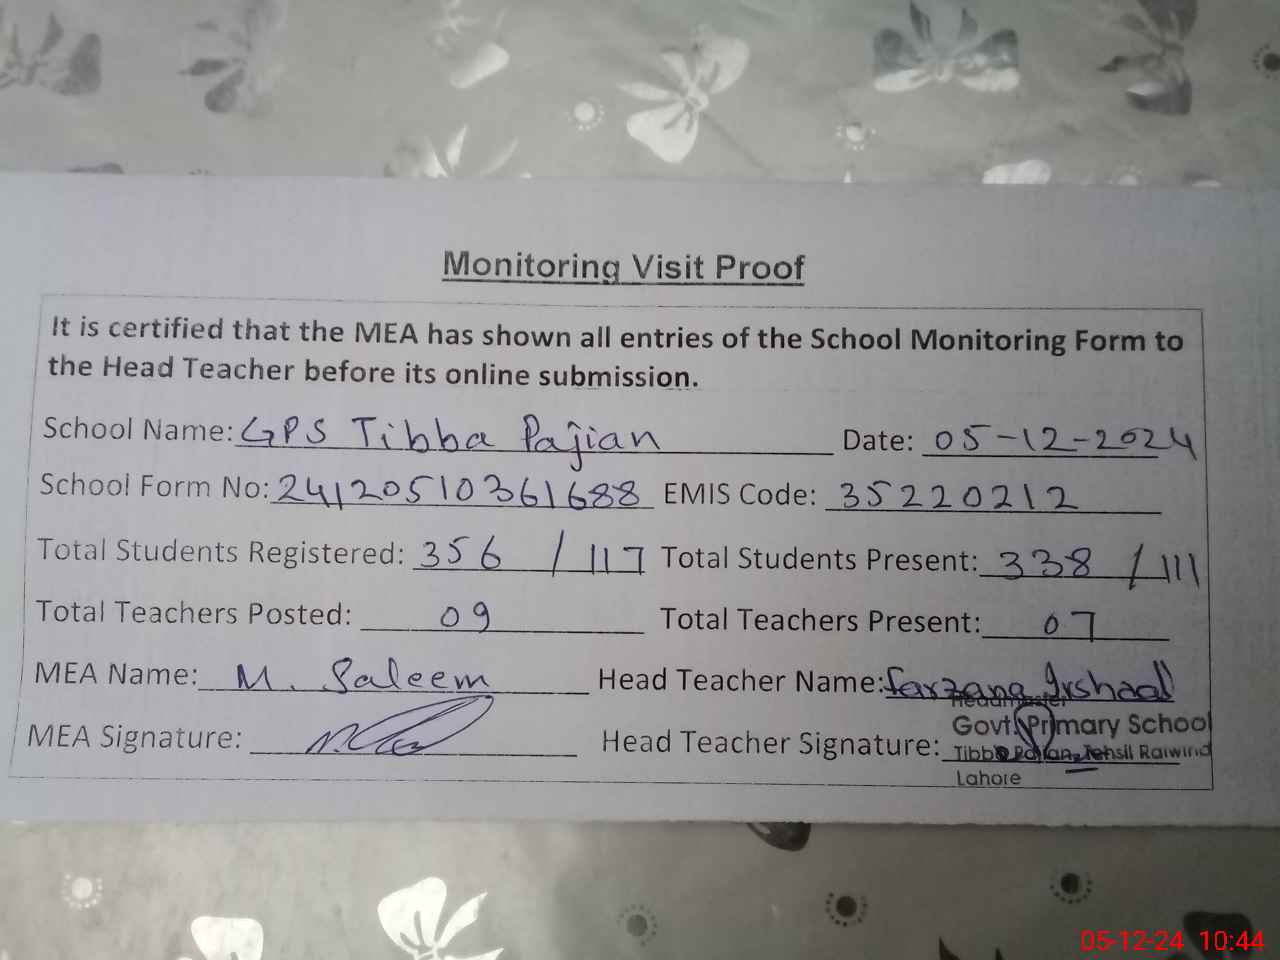 Monitoring Visit Proof
It is certified that the MEA has shown all entries of the School Monitoring Form to
the Head Teacher before its online submission.
School Name: GPS Tibba Pajian Date: 05-12-2024
School Form No: 24120510361688 EMIS Code: 35220212
Total Students Registered: 356 / 117 Total Students Present: 338 / 111
Total Teachers Posted: 09 Total Teachers Present: 07
MEA Name: M. Saleem Head Teacher Name: Farzana Irshad
Headmaster
MEA Signature: Head Teacher Signature:
Govt. Primary School
Tibba Pajian, Tehsil Raiwind
Lahore
05-12-24 10:44